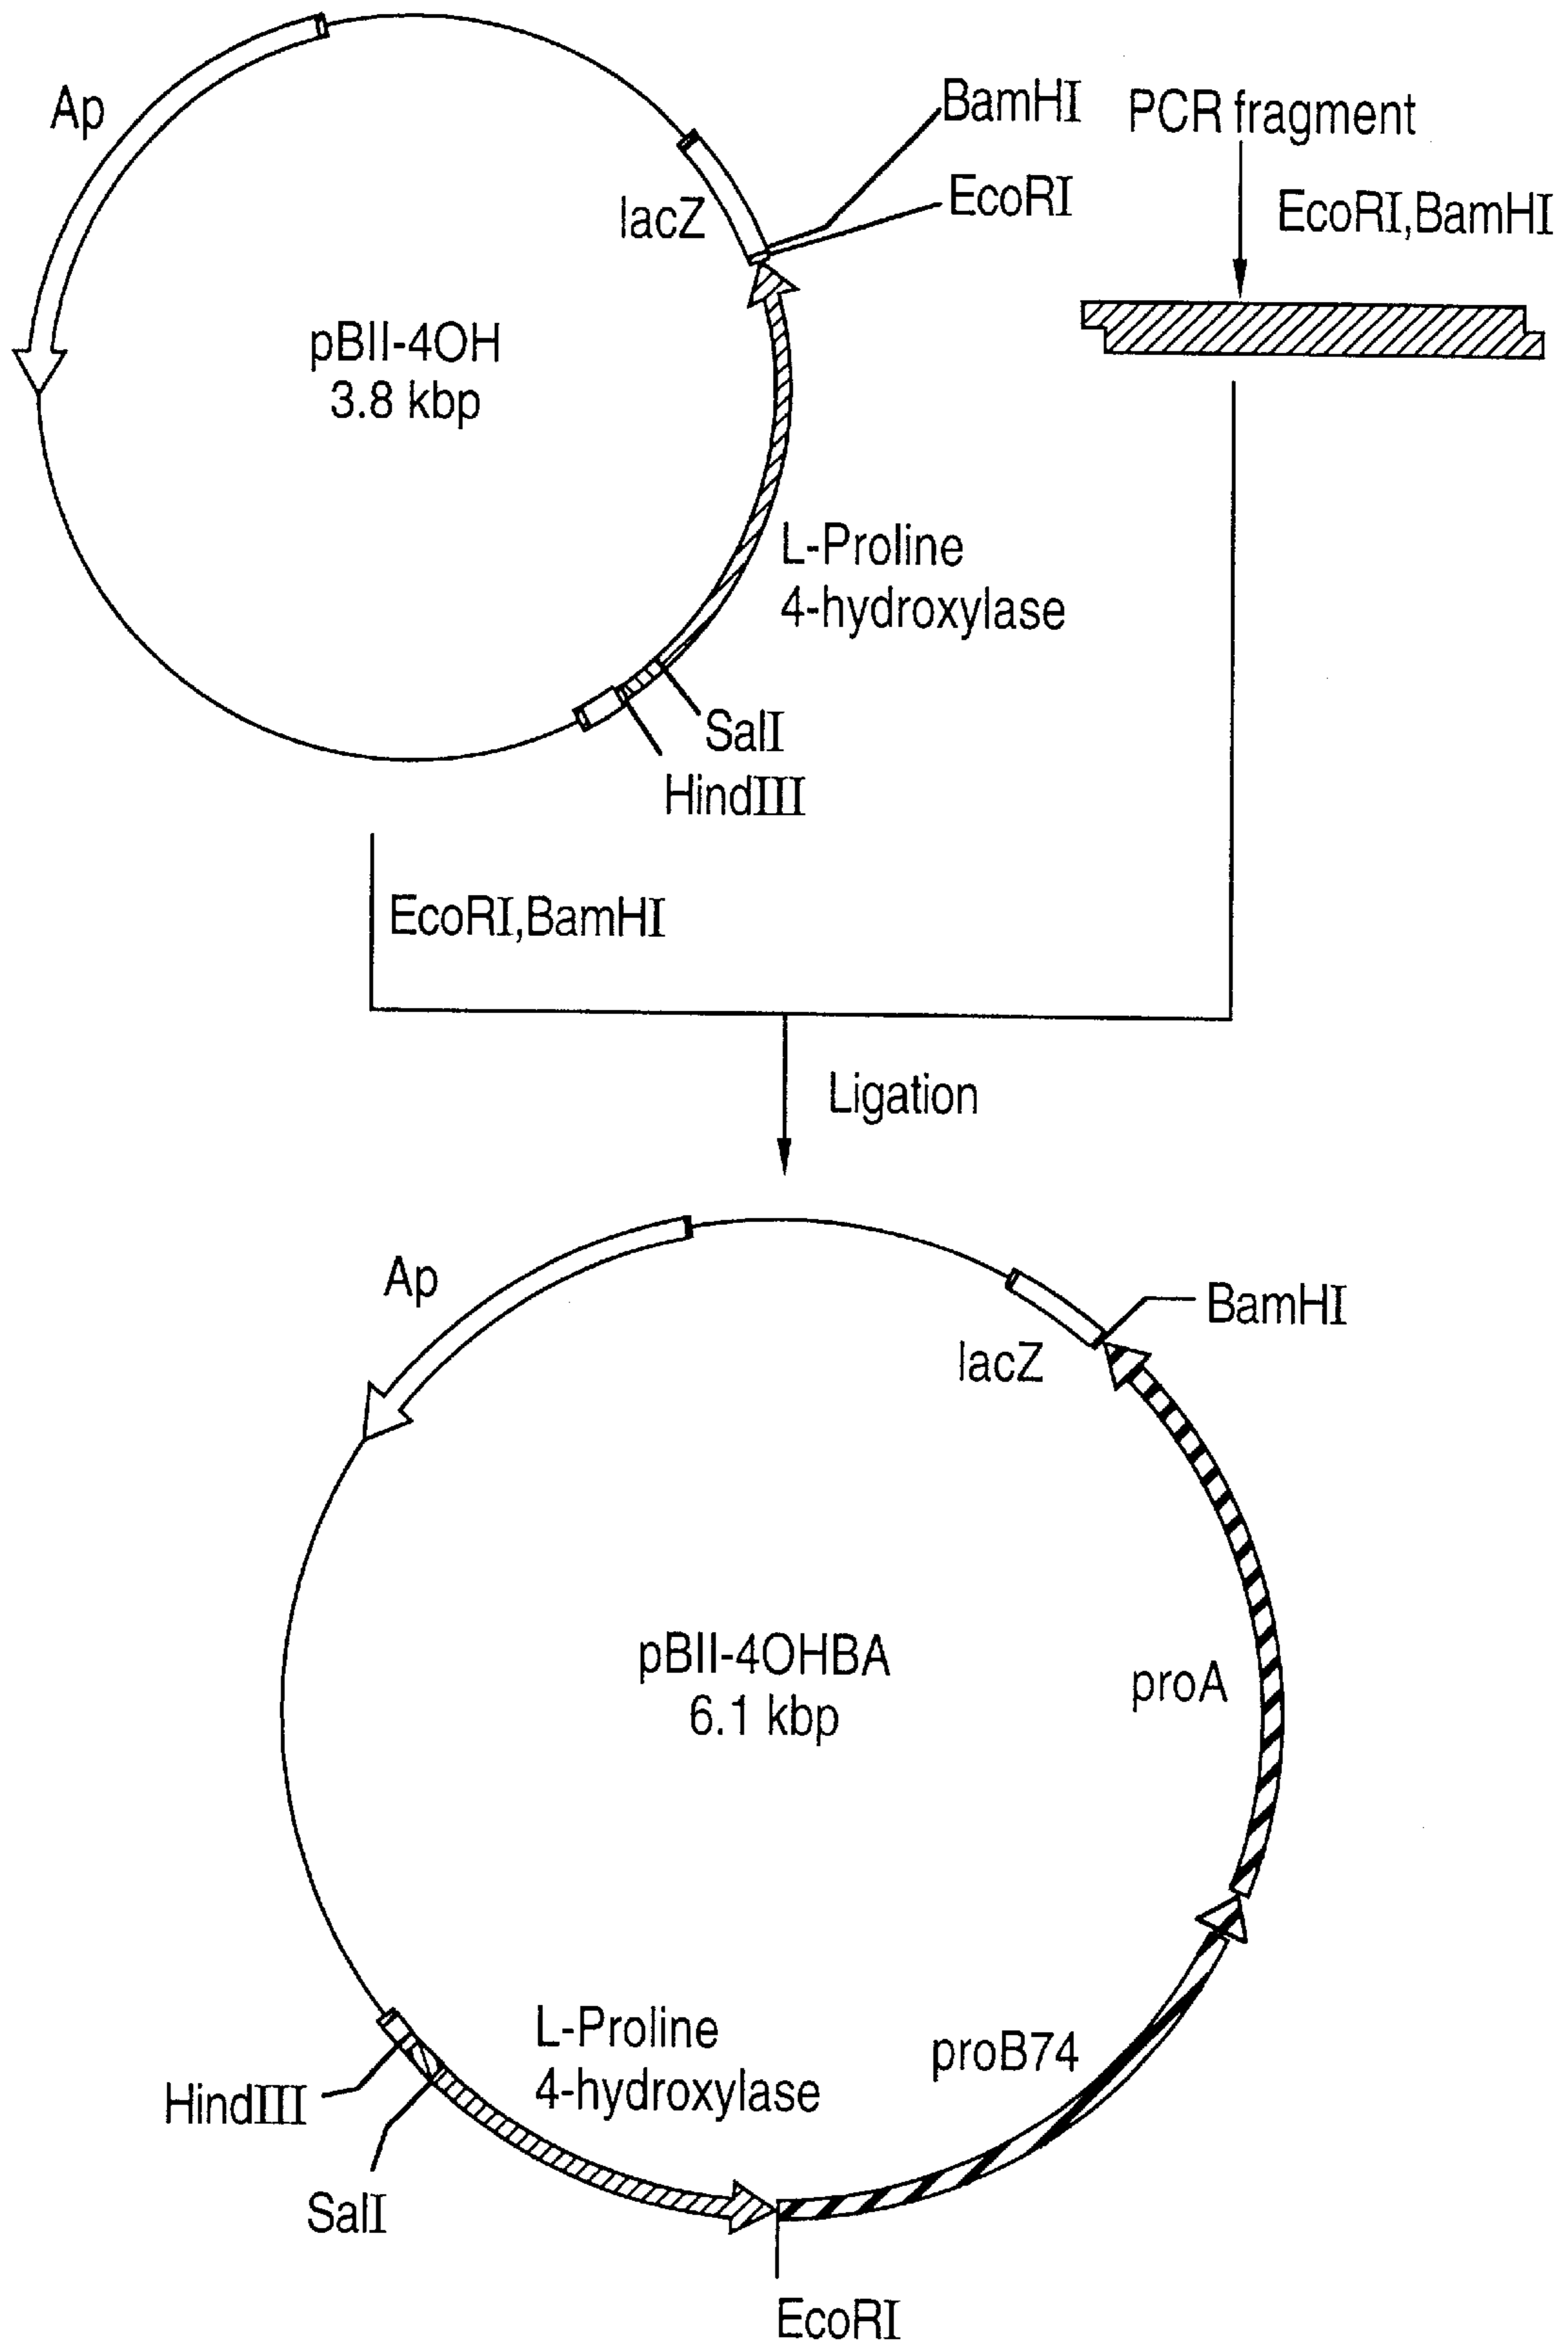 Ap
BamHI
PCR fragment
EcoRI
EcoRI,BamHI
lacZ
pBII-4OH
3.8 kbp
L-Proline
4-hydroxylase
SalI
HindIII
EcoRI,BamHI
Ligation
Ap
BamHI
lacZ
pBII-4OHBA
6.1 kbp
proA
L-Proline
4-hydroxylase
proB74
HindIII
SalI
EcoRI